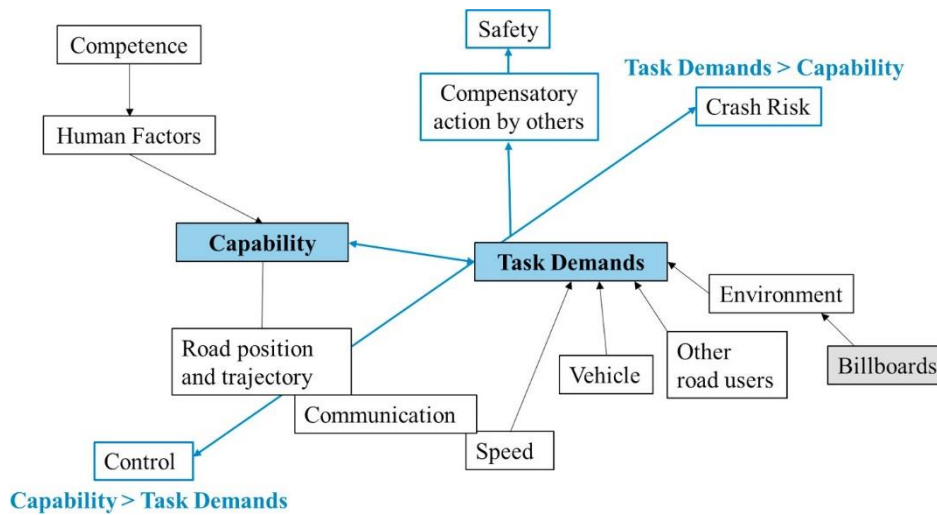 Competence
Safety
Task Demands > Capability
Compensatory
action by others
Crash Risk
Human Factors
Capability
Task Demands
Environment
Road position
and trajectory
Vehicle
Other
road users
Billboards
Communication
Speed
Control
Capability > Task Demands